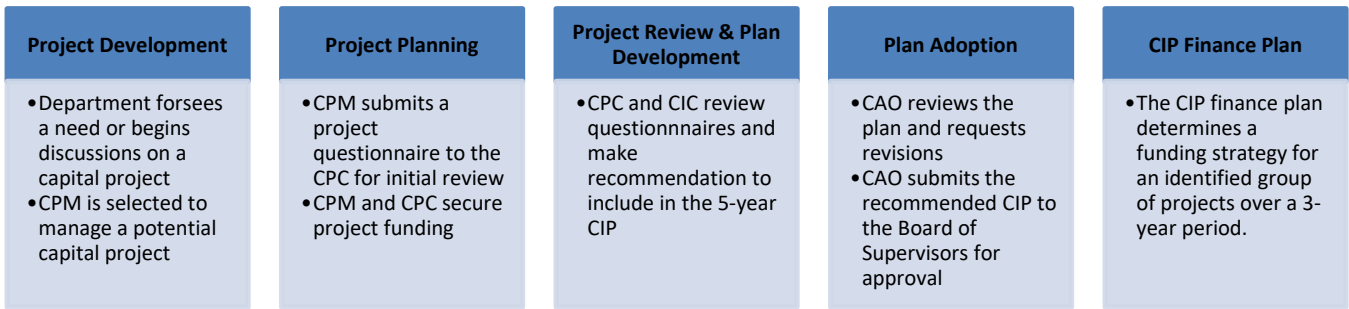 Project Development
•Department forsees
a need or begins
discussions on a
capital project
•CPM is selected to
manage a potential
capital project
Project Planning
•CPM submits a
project
questionnaire to the
CPC for initial review
•CPM and CPC secure
project funding
Project Review & Plan
Development
•CPC and CIC review
questionnnaires and
make
recommendation to
include in the 5-year
CIP
Plan Adoption
•CAO reviews the
plan and requests
revisions
•CAO submits the
recommended CIP to
the Board of
Supervisors for
approval
CIP Finance Plan
•The CIP finance plan
determines a
funding strategy for
an identified group
of projects over a 3-
year period.